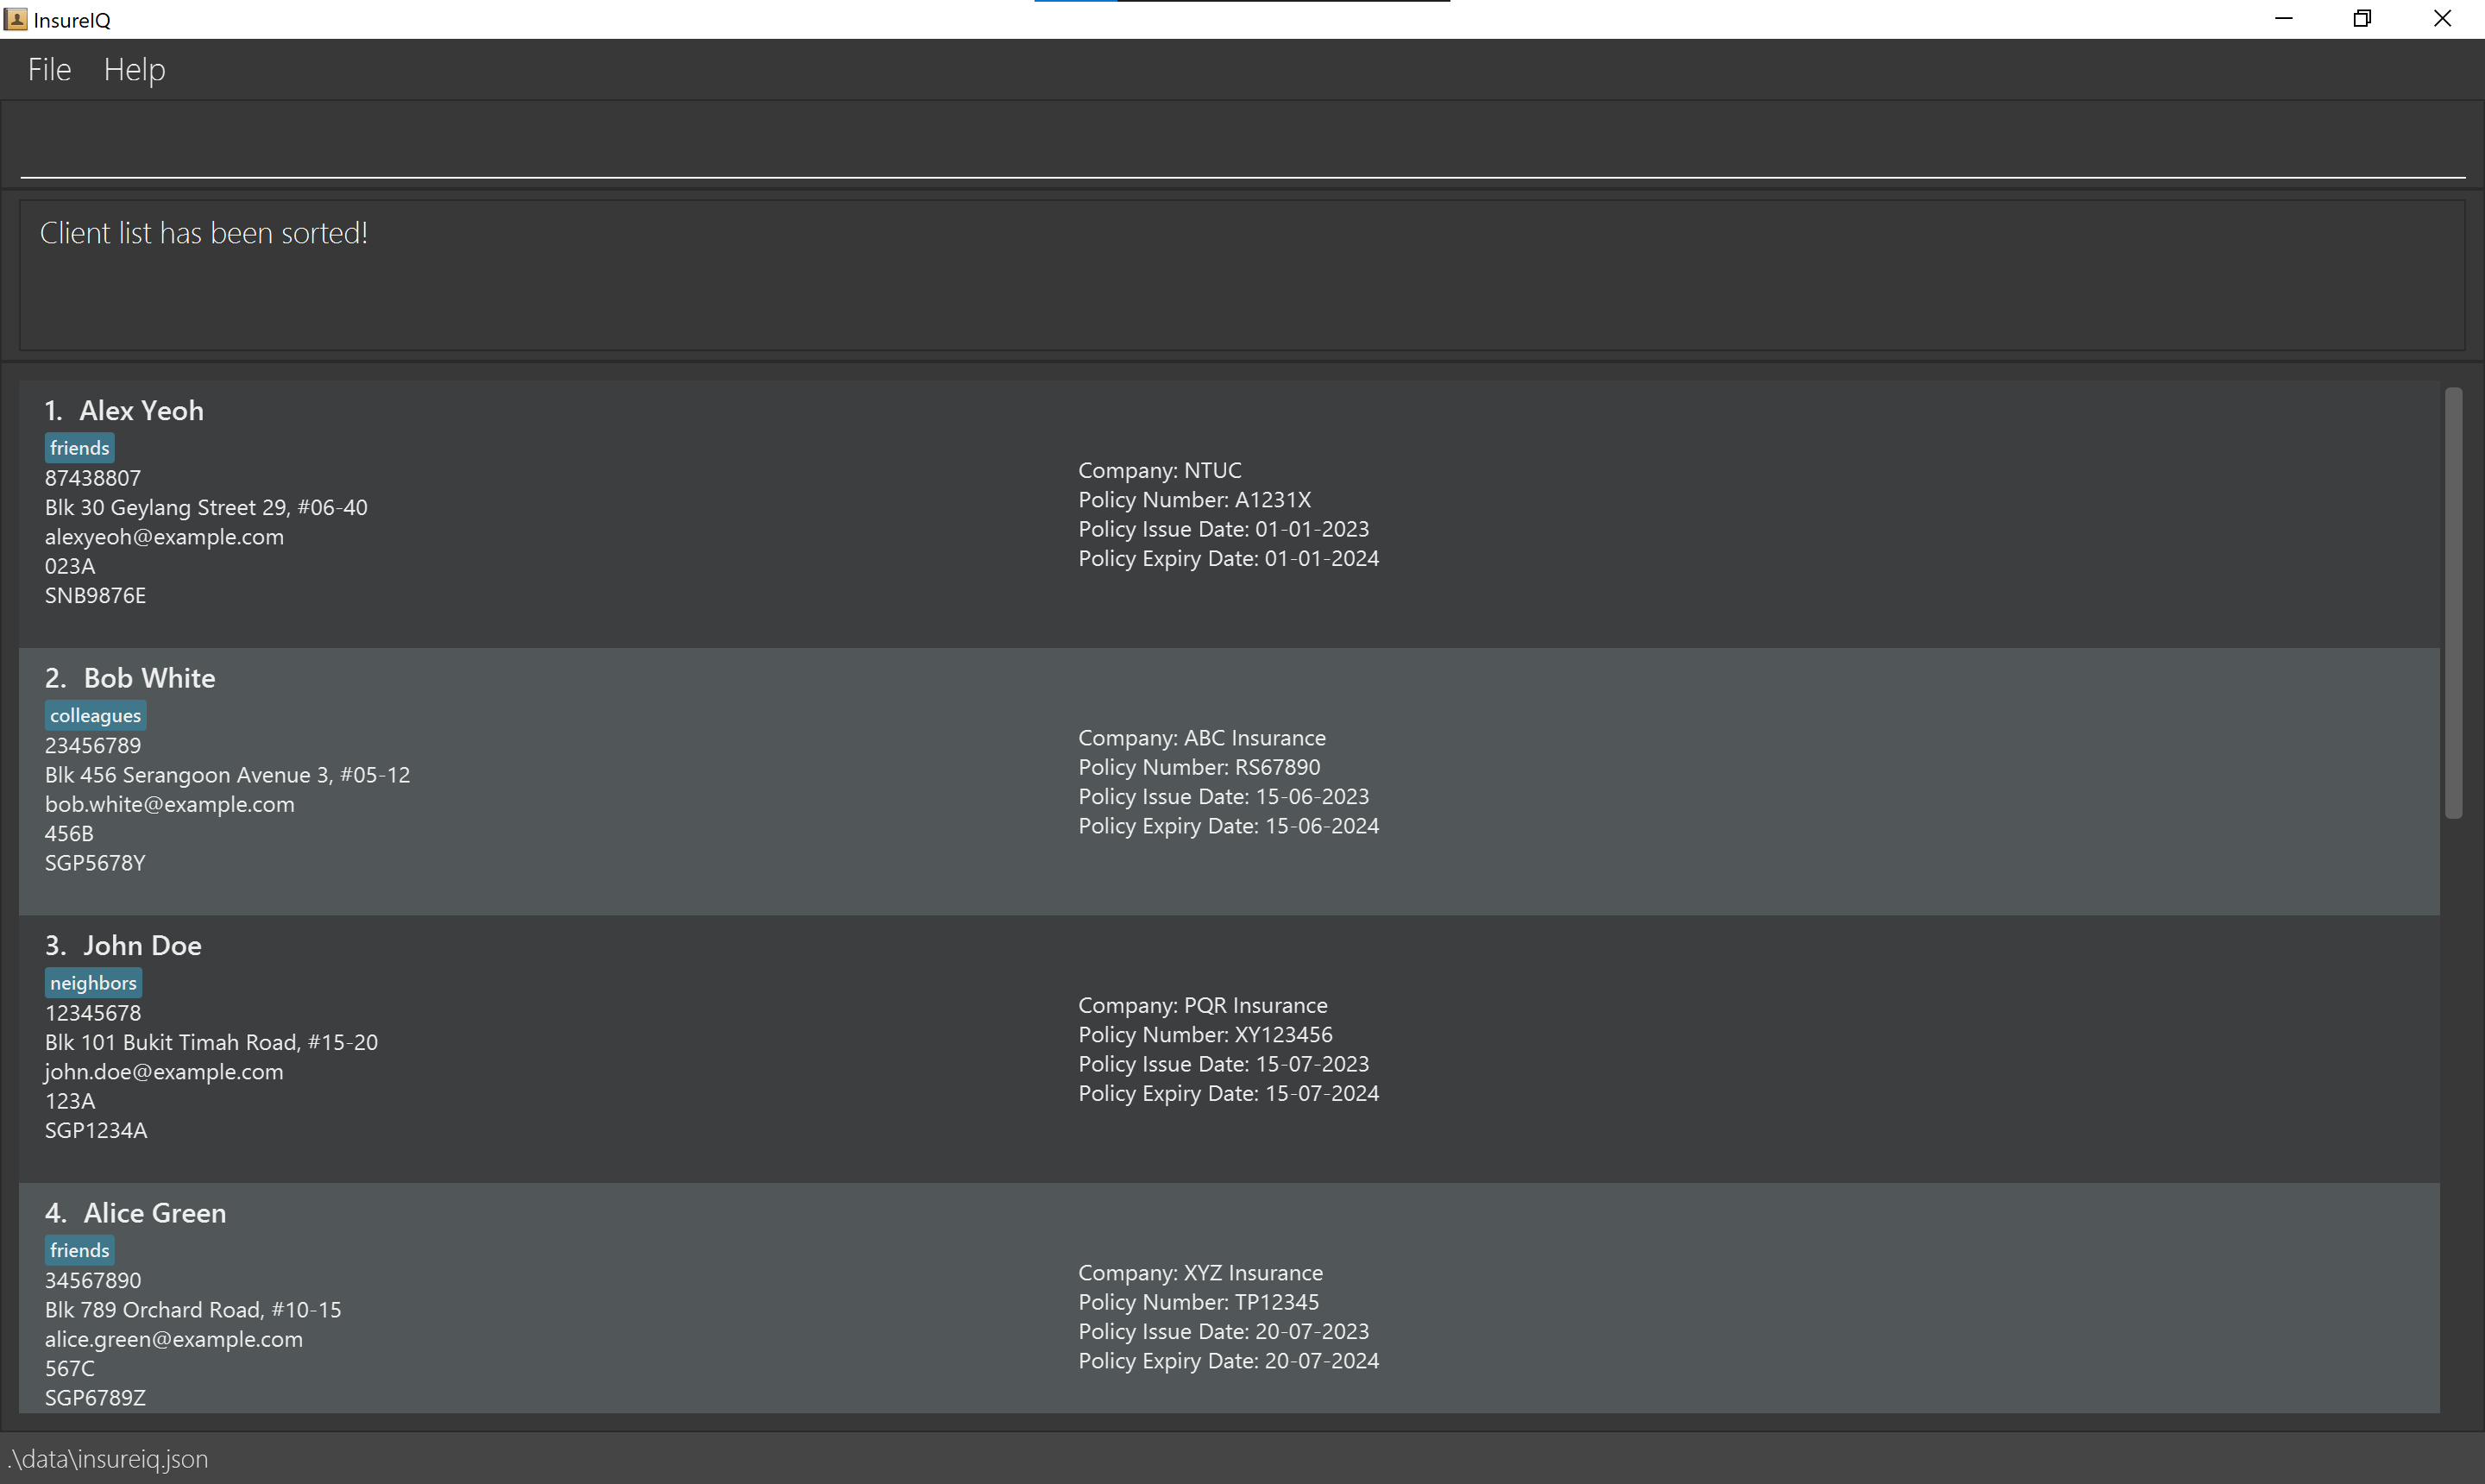 InsureIQ
File Help
Client list has been sorted!
1. Alex Yeoh
friends
87438807
Blk 30 Geylang Street 29, #06-40
alexyeoh@example.com
023A
SNB9876E
Company: NTUC
Policy Number: A1231X
Policy Issue Date: 01-01-2023
Policy Expiry Date: 01-01-2024
2. Bob White
colleagues
23456789
Blk 456 Serangoon Avenue 3, #05-12
bob.white@example.com
456B
SGP5678Y
Company: ABC Insurance
Policy Number: RS67890
Policy Issue Date: 15-06-2023
Policy Expiry Date: 15-06-2024
3. John Doe
neighbors
12345678
Blk 101 Bukit Timah Road, #15-20
john.doe@example.com
123A
SGP1234A
Company: PQR Insurance
Policy Number: XY123456
Policy Issue Date: 15-07-2023
Policy Expiry Date: 15-07-2024
4. Alice Green
friends
34567890
Blk 789 Orchard Road, #10-15
alice.green@example.com
567C
SGP6789Z
Company: XYZ Insurance
Policy Number: TP12345
Policy Issue Date: 20-07-2023
Policy Expiry Date: 20-07-2024
.\data\insureiq.json